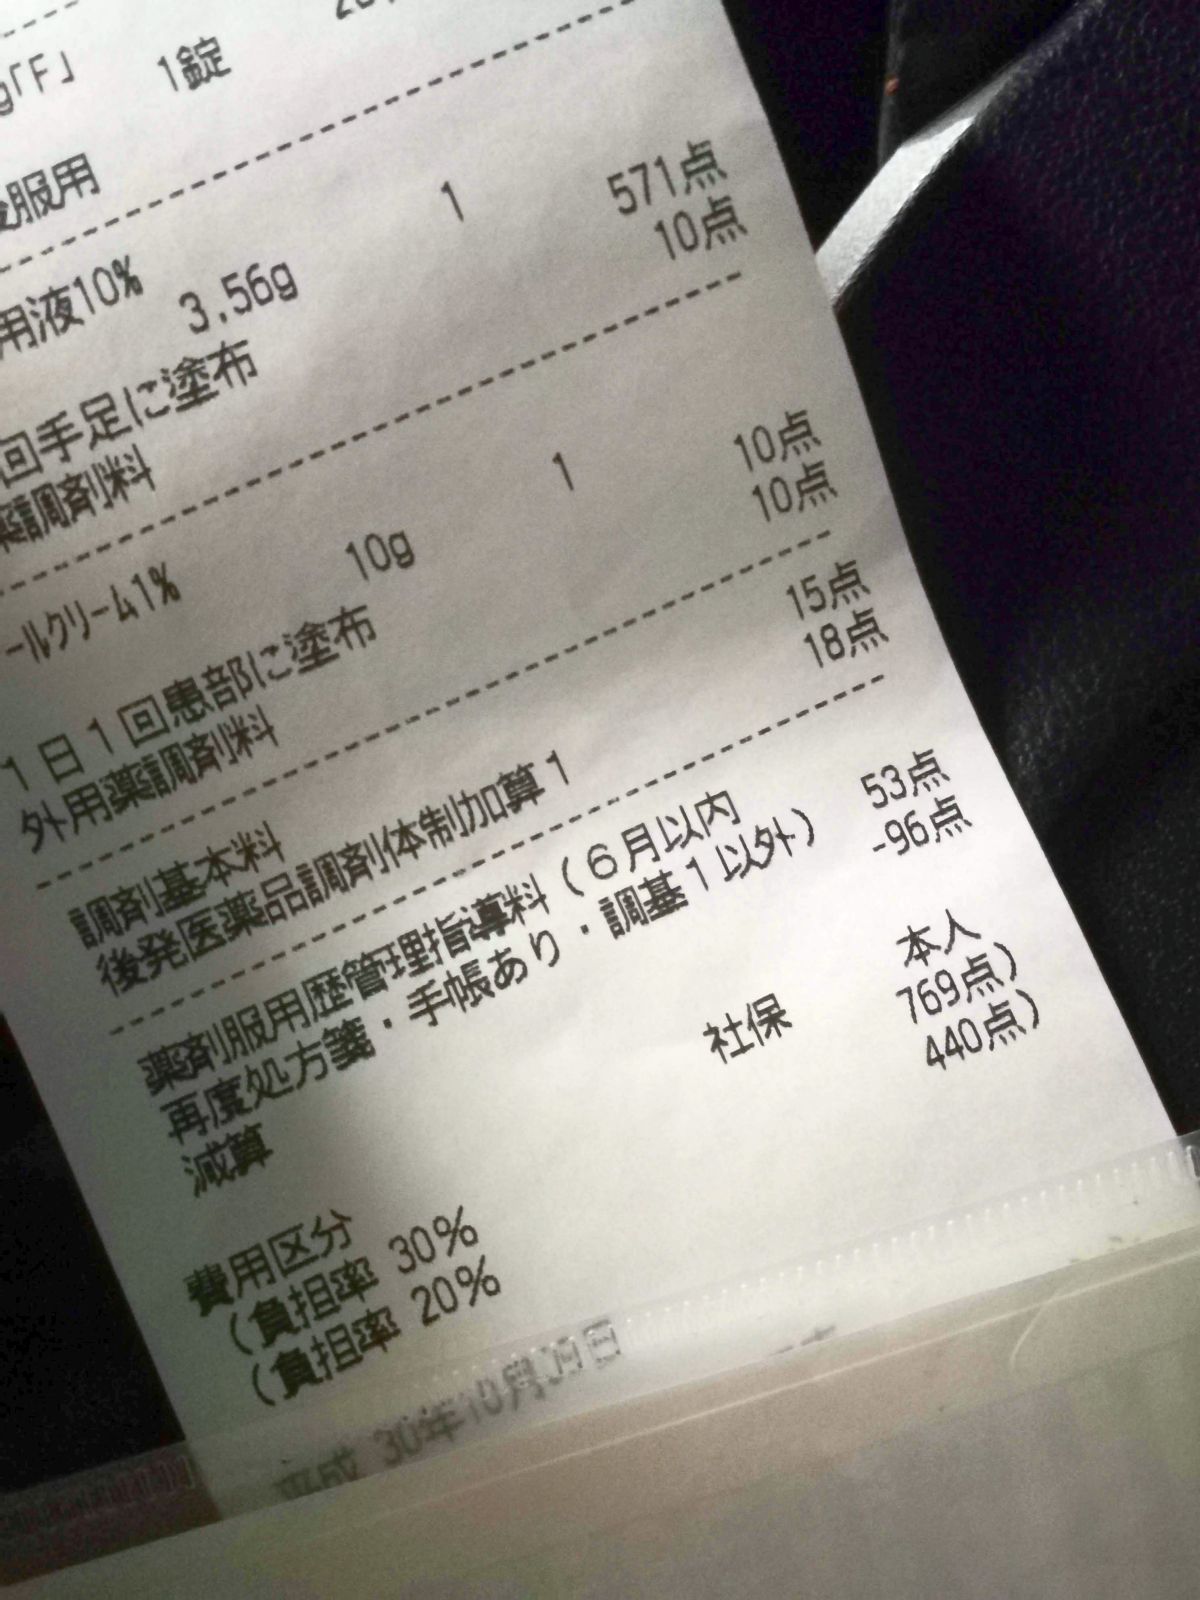 g「F」 1錠
服用
用液10% 1 571点
3.56g 10点
回手足に塗布
薬調剤料
ールクリーム1% 1 10点
10g 10点
1日1回患部に塗布
外用薬調剤料
調剤基本料 15点
後発医薬品調剤体制加算1 18点
薬剤服用歴管理指導料(6月以内 53点
再度処方箋・手帳あり・調基1以外)
減算 -96点
費用区分 社保 本人
(負担率 30% 769点)
(負担率 20% 440点)
平成 30年10月09日